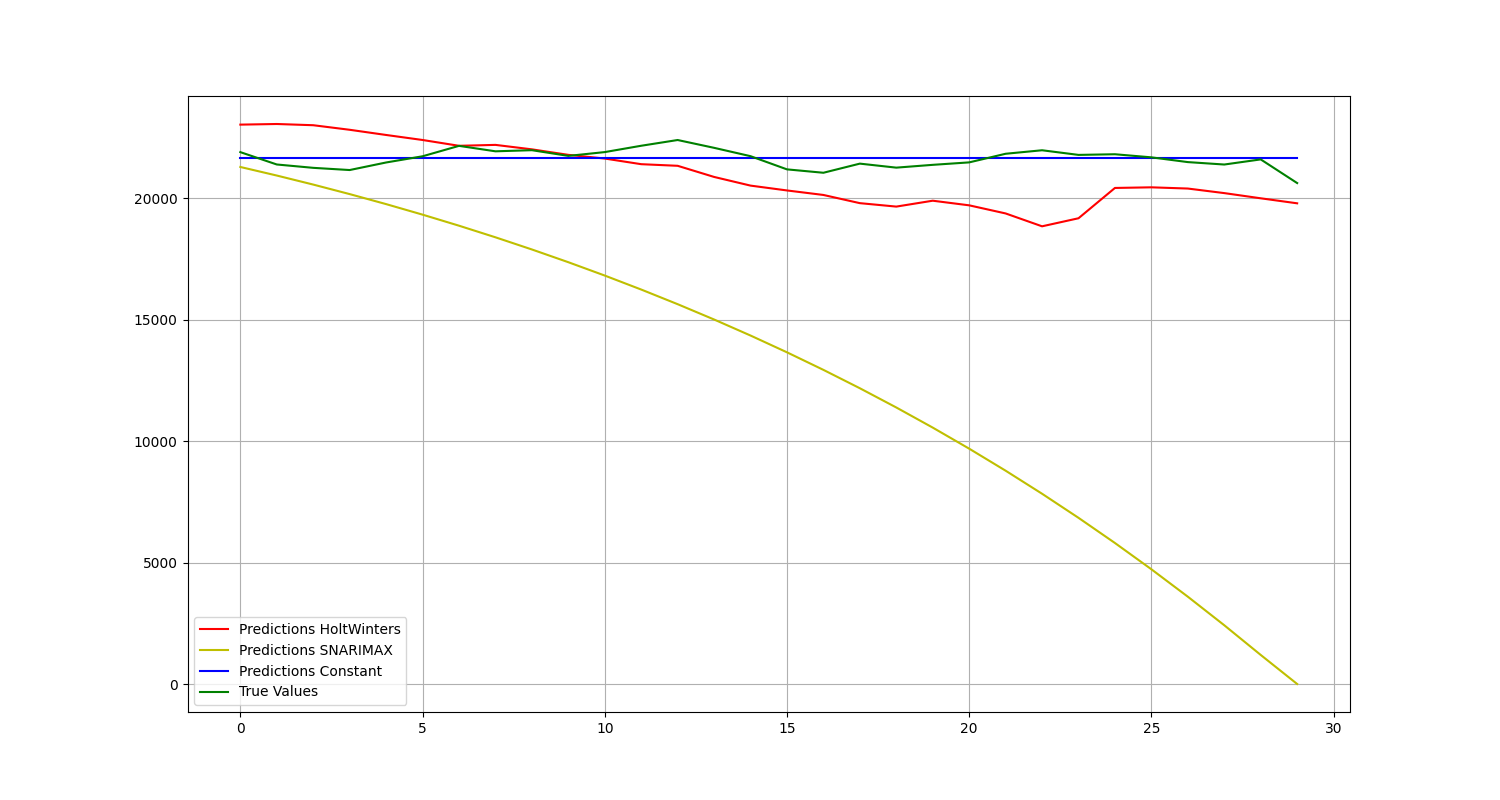 20000
15000
10000
5000
0
Predictions HoltWinters
Predictions SNARIMAX
Predictions Constant
True Values
0 5 10 15 20 25 30